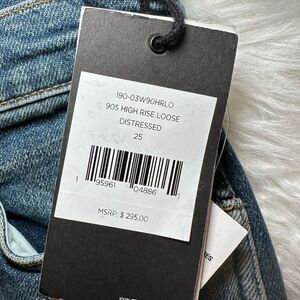 190-03W90HRLO
90S HIGH RISE LOOSE
DISTRESSED
25
1 95961 04886 1
MSRP: $ 295.00